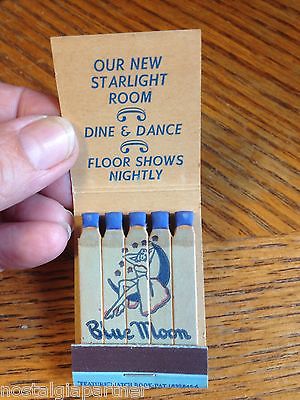 OUR NEW
STARLIGHT
ROOM
DINE & DANCE
FLOOR SHOWS
NIGHTLY
Blue Moon
nostalgiapartner